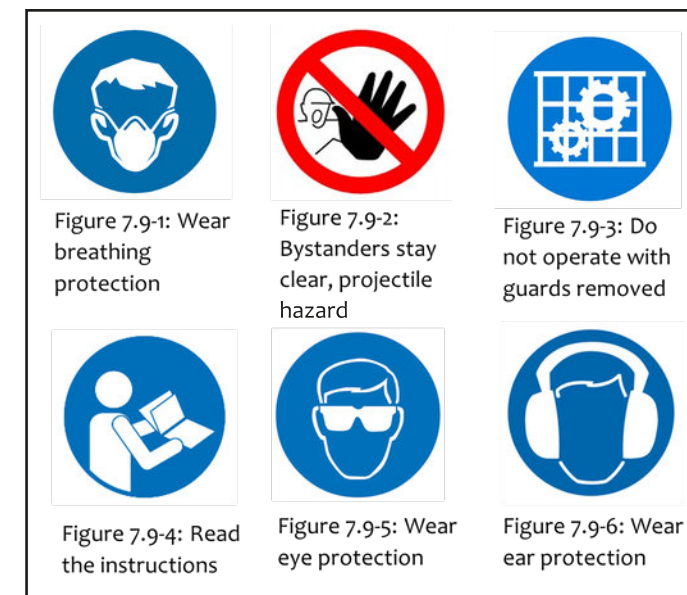 Figure 7.9-1: Wear
breathing
protection
Figure 7.9-2:
Bystanders stay
clear, projectile
hazard
Figure 7.9-3: Do
not operate with
guards removed
Figure 7.9-4: Read
the instructions
Figure 7.9-5: Wear
eye protection
Figure 7.9-6: Wear
ear protection